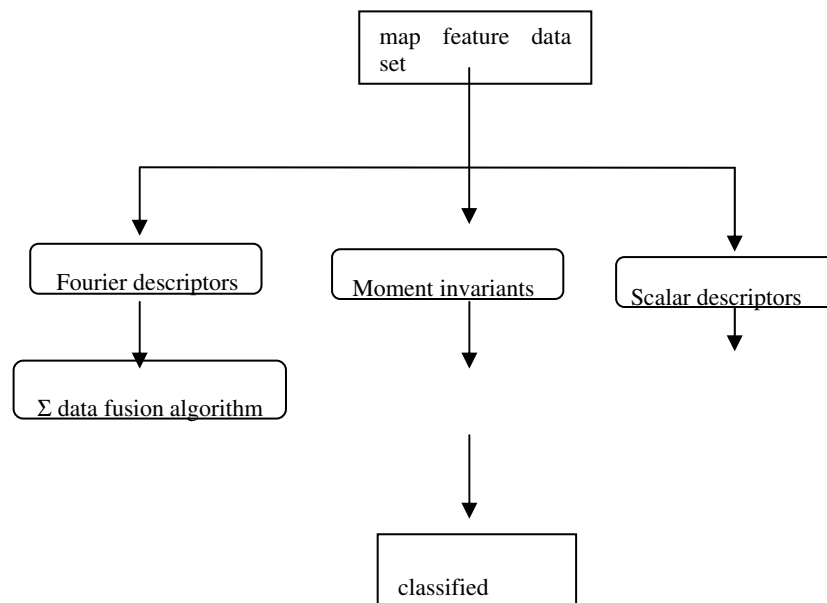 map feature data
set
Fourier descriptors
Moment invariants
Scalar descriptors
Σ data fusion algorithm
classified